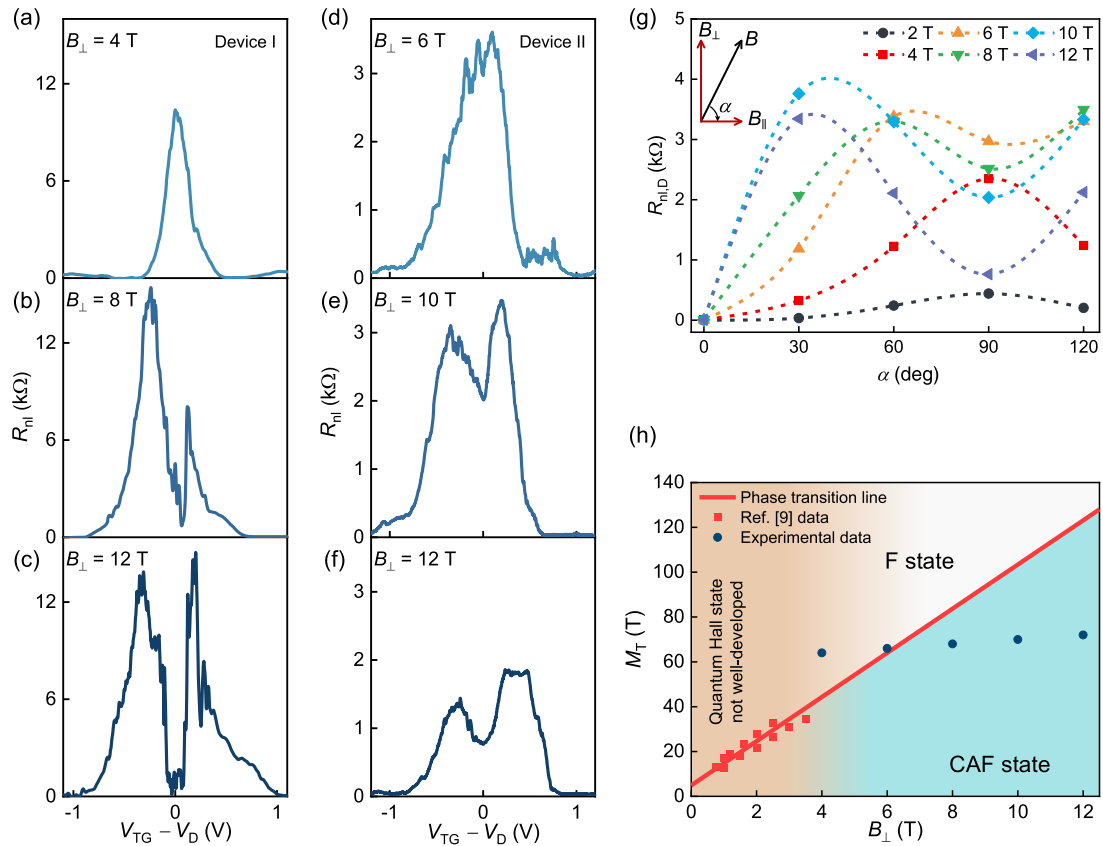 (a)
B⊥ = 4 T
Device I
12
6
0
(b)
B⊥ = 8 T
12
6
0
Rnl (kΩ)
(c)
B⊥ = 12 T
12
6
0
-1
0
1
VTG − VD (V)
(d)
B⊥ = 6 T
Device II
3
2
1
0
(e)
B⊥ = 10 T
3
2
1
0
Rnl (kΩ)
(f)
B⊥ = 12 T
3
2
1
0
-1
0
1
VTG − VD (V)
(g)
B⊥
B
α
B∥
2 T
6 T
10 T
4 T
8 T
12 T
5
4
3
2
1
0
Rnl,D (kΩ)
0
30
60
90
120
α (deg)
(h)
140
120
100
80
60
40
20
0
MT (T)
Phase transition line
Ref. [9] data
Experimental data
F state
Quantum Hall state
not well-developed
CAF state
0
2
4
6
8
10
12
B⊥ (T)